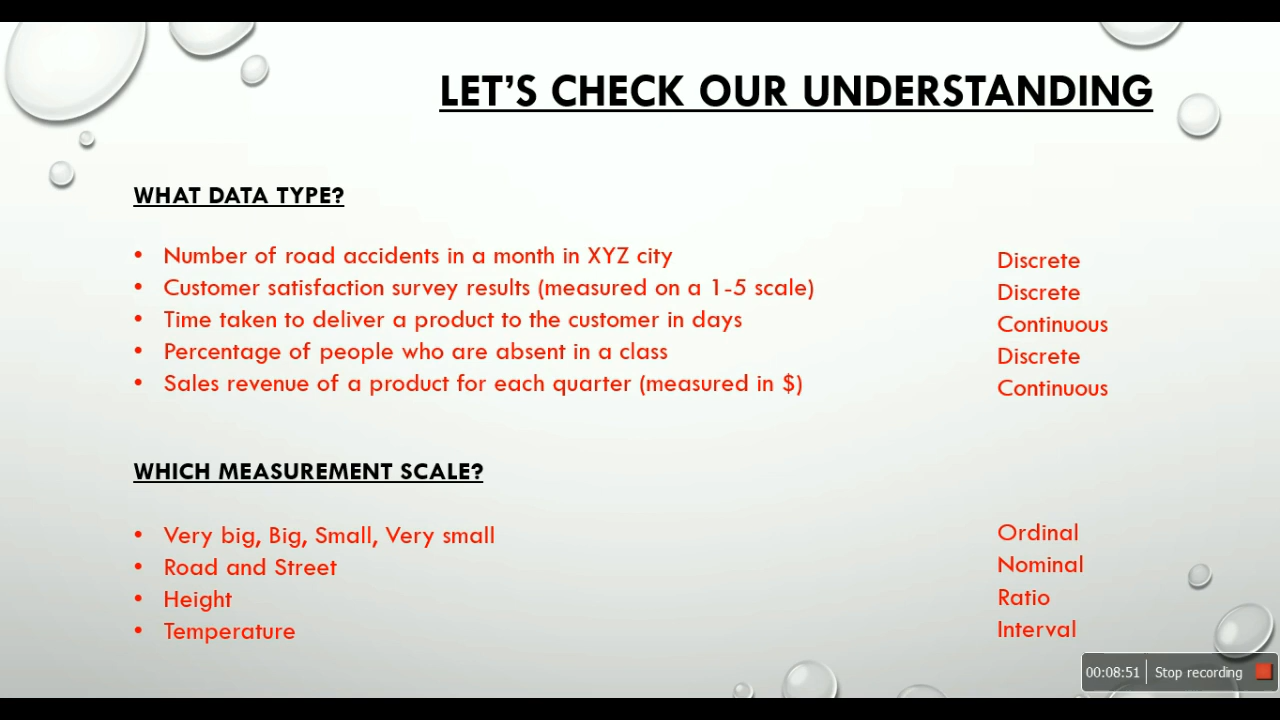 LET'S CHECK OUR UNDERSTANDING
WHAT DATA TYPE?
• Number of road accidents in a month in XYZ city Discrete
• Customer satisfaction survey results (measured on a 1-5 scale) Discrete
• Time taken to deliver a product to the customer in days Continuous
• Percentage of people who are absent in a class Discrete
• Sales revenue of a product for each quarter (measured in $) Continuous
WHICH MEASUREMENT SCALE?
• Very big, Big, Small, Very small Ordinal
• Road and Street Nominal
• Height Ratio
• Temperature Interval
00:08:51 Stop recording